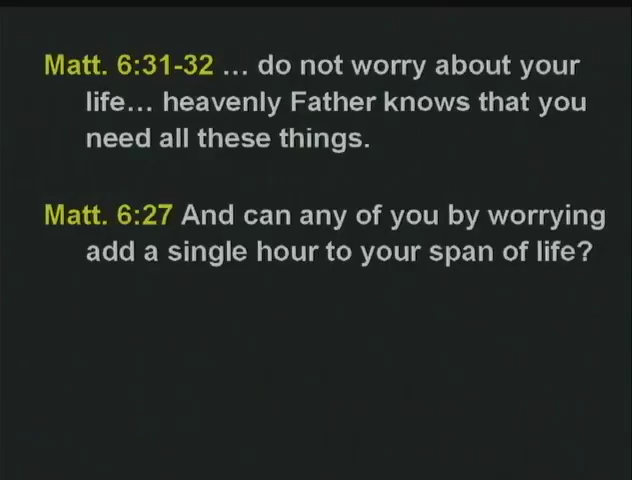 Matt. 6:31-32 … do not worry about your
life… heavenly Father knows that you
need all these things.
Matt. 6:27 And can any of you by worrying
add a single hour to your span of life?